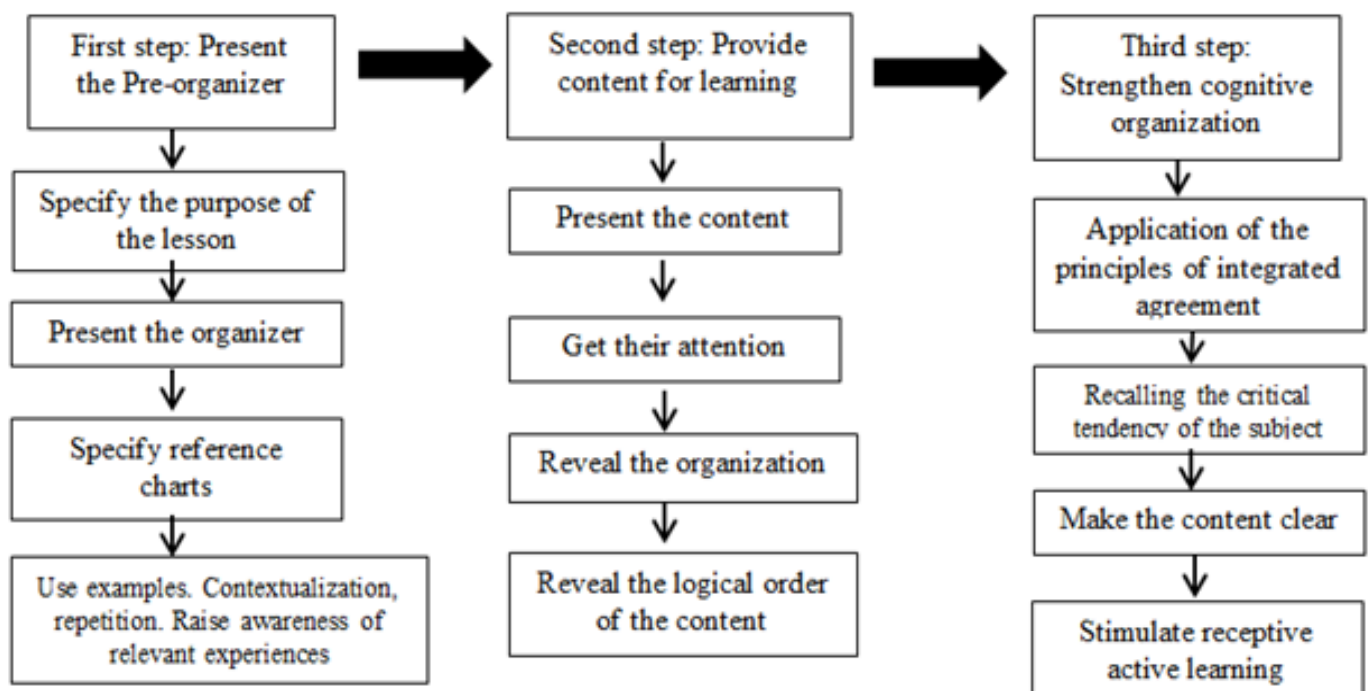 First step: Present
the Pre-organizer
Specify the purpose of
the lesson
Present the organizer
Specify reference
charts
Use examples. Contextualization,
repetition. Raise awareness of
relevant experiences
Second step: Provide
content for learning
Present the content
Get their attention
Reveal the organization
Reveal the logical order
of the content
Third step:
Strengthen cognitive
organization
Application of the
principles of integrated
agreement
Recalling the critical
tendency of the subject
Make the content clear
Stimulate receptive
active learning